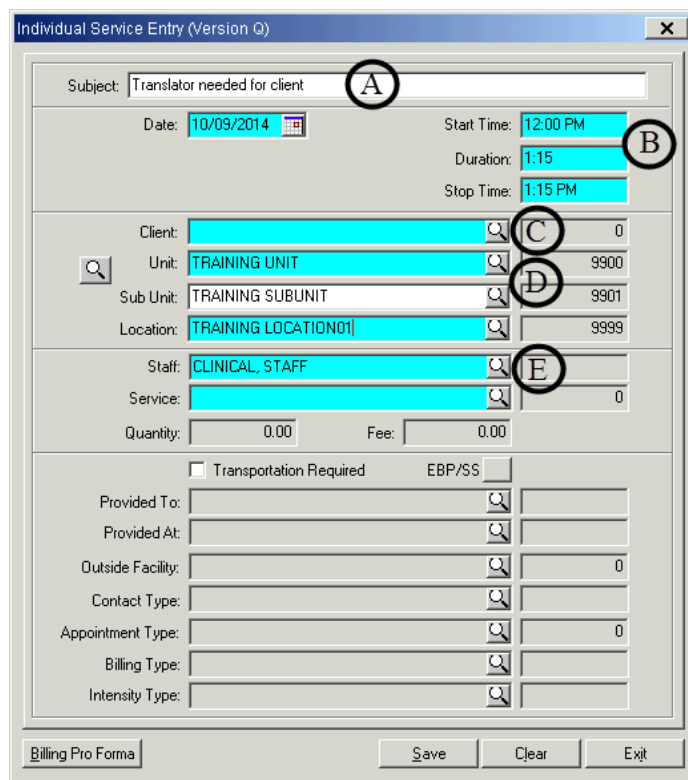 Individual Service Entry (Version Q)
Subject: Translator needed for client A
Date: 10/09/2014 Start Time: 12:00 PM
B
Duration: 1:15
Stop Time: 1:15 PM
Client: C 0
Unit: TRAINING UNIT 9900
D
Sub Unit: TRAINING SUBUNIT 9901
Location: TRAINING LOCATION01 9999
Staff: CLINICAL, STAFF E
Service: 0
Quantity: 0.00 Fee: 0.00
Transportation Required EBP/SS
Provided To:
Provided At:
Outside Facility: 0
Contact Type:
Appointment Type: 0
Billing Type:
Intensity Type:
Billing Pro Forma Save Clear Exit